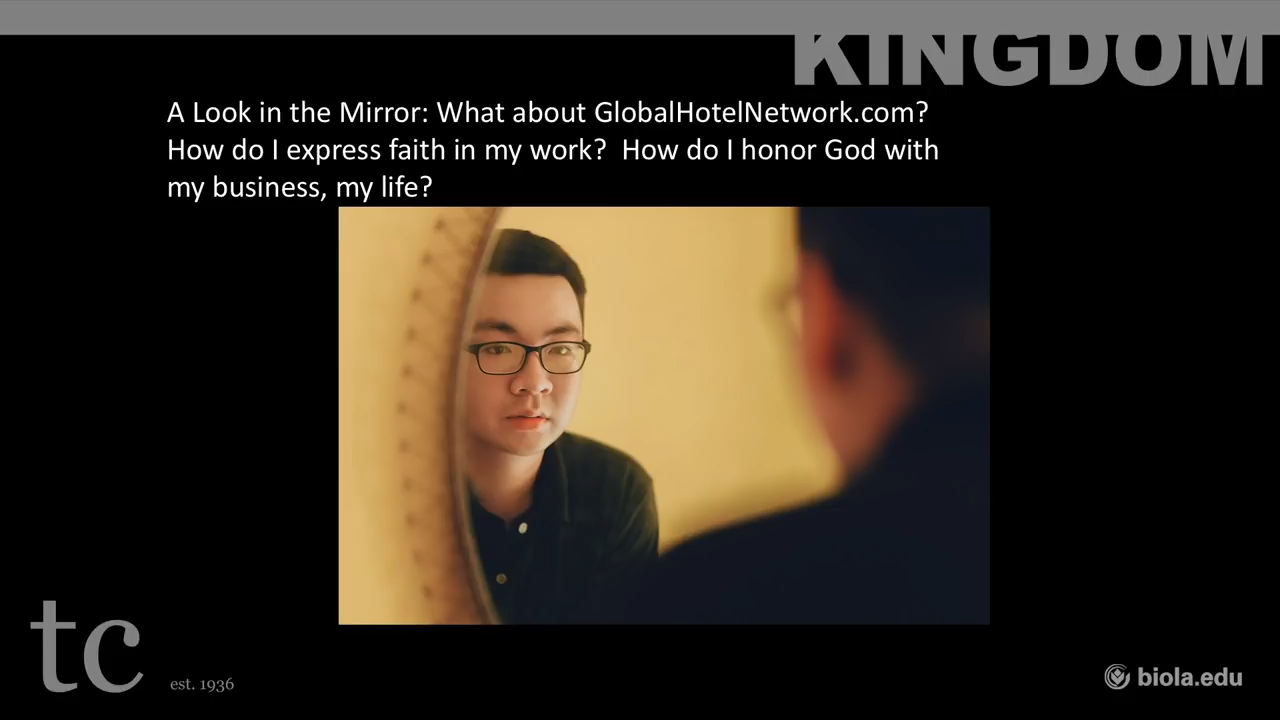 KINGDOM
A Look in the Mirror: What about GlobalHotelNetwork.com?
How do I express faith in my work?  How do I honor God with
my business, my life?
tc
est. 1936
biola.edu